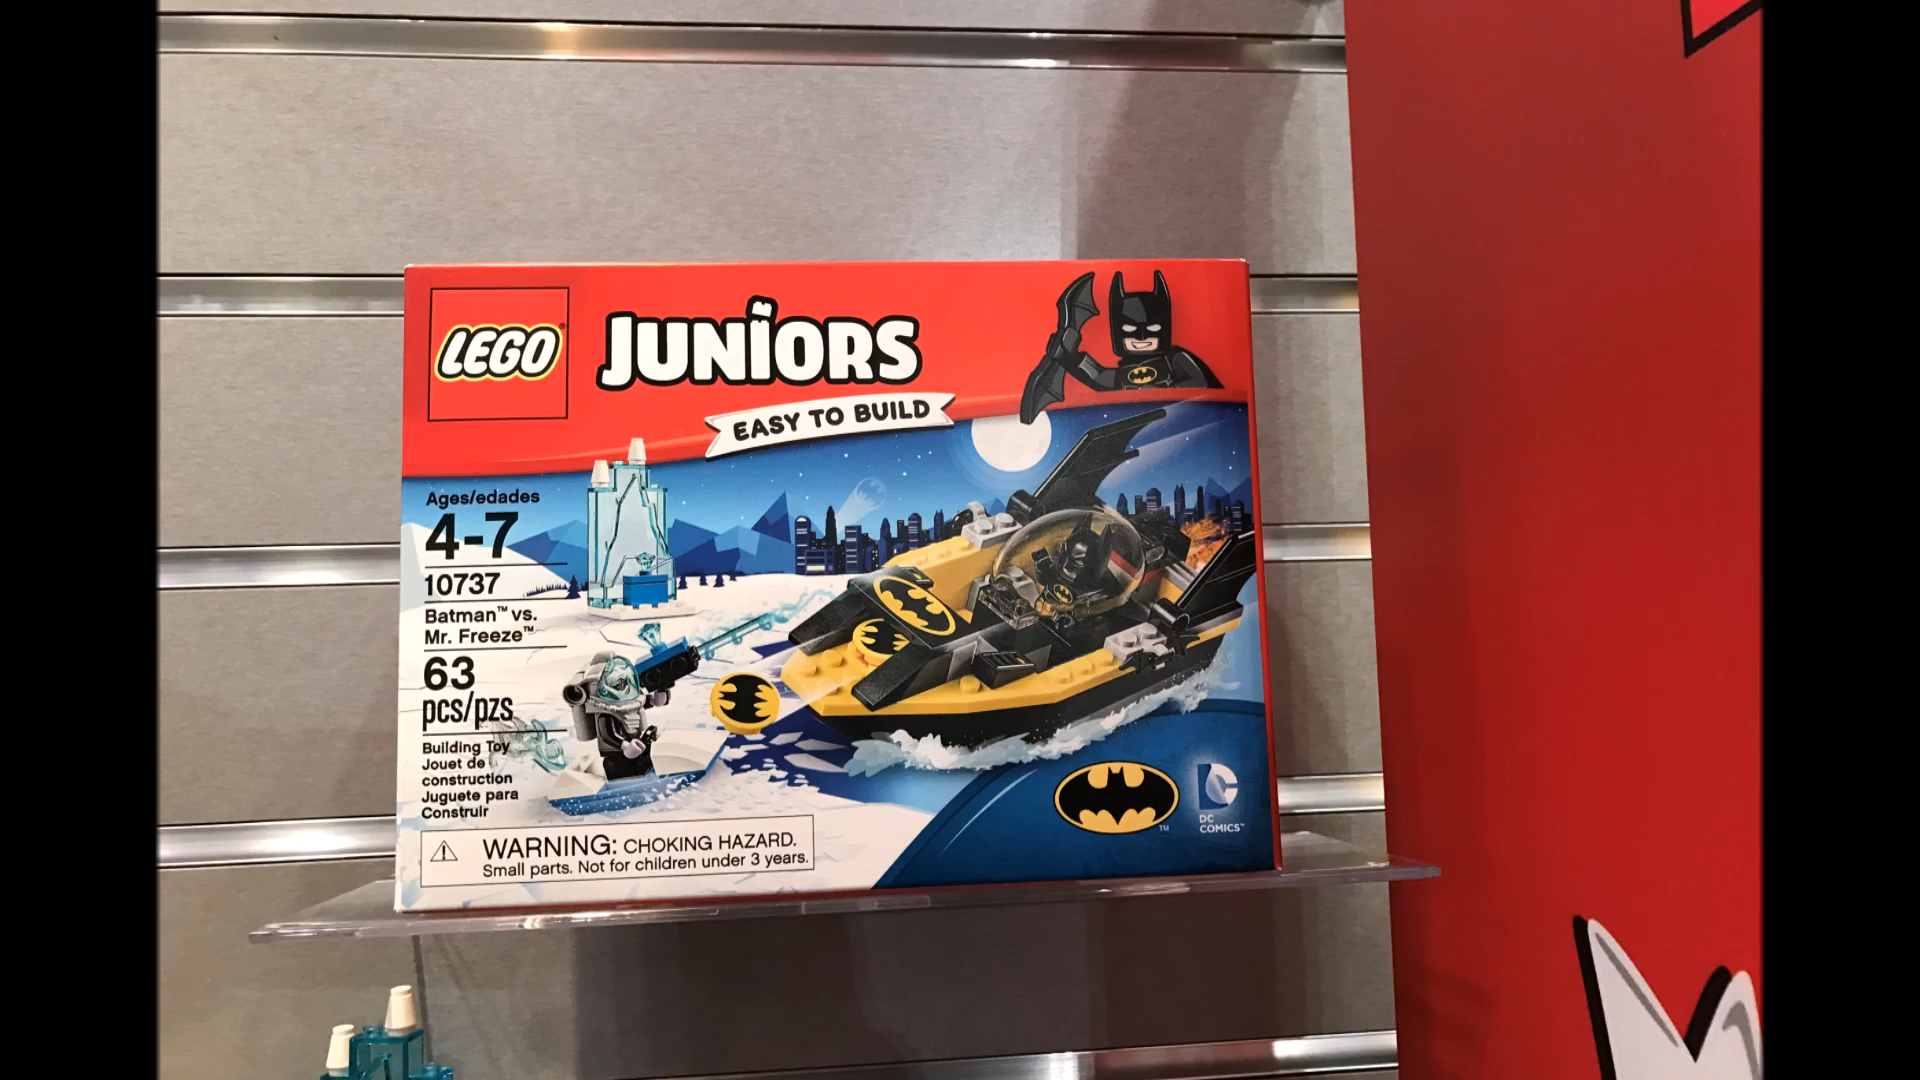 LEGO®
JUNIORS
EASY TO BUILD
Ages/edades
4-7
10737
Batman™ vs.
Mr. Freeze™
63
pcs/pzs
Building Toy
Jouet de
construction
Juguete para
Construir
WARNING: CHOKING HAZARD.
Small parts. Not for children under 3 years.
TM
DC
COMICS™